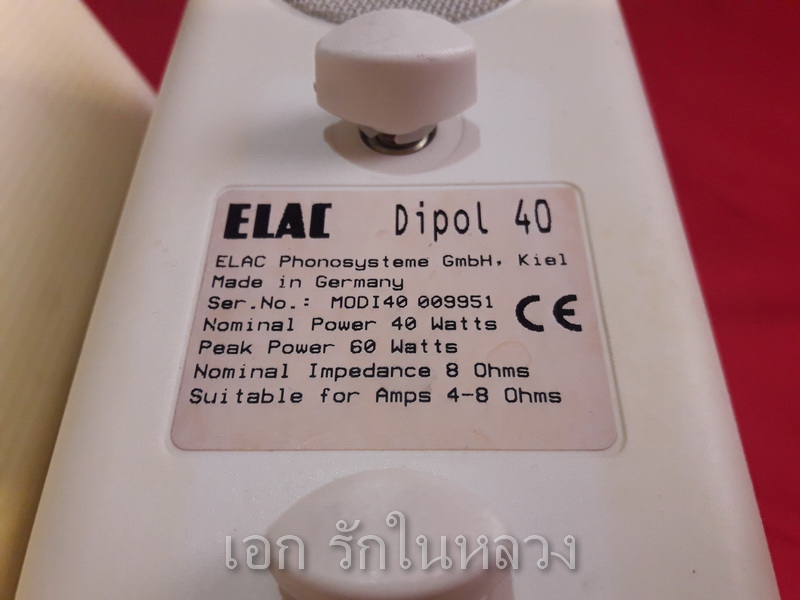 ELAC Dipol 40
ELAC Phonosysteme GmbH, Kiel
Made in Germany
Ser.No.: MODI40 009951
Nominal Power 40 Watts CE
Peak Power 60 Watts
Nominal Impedance 8 Ohms
Suitable for Amps 4-8 Ohms
เอก รักในหลวง